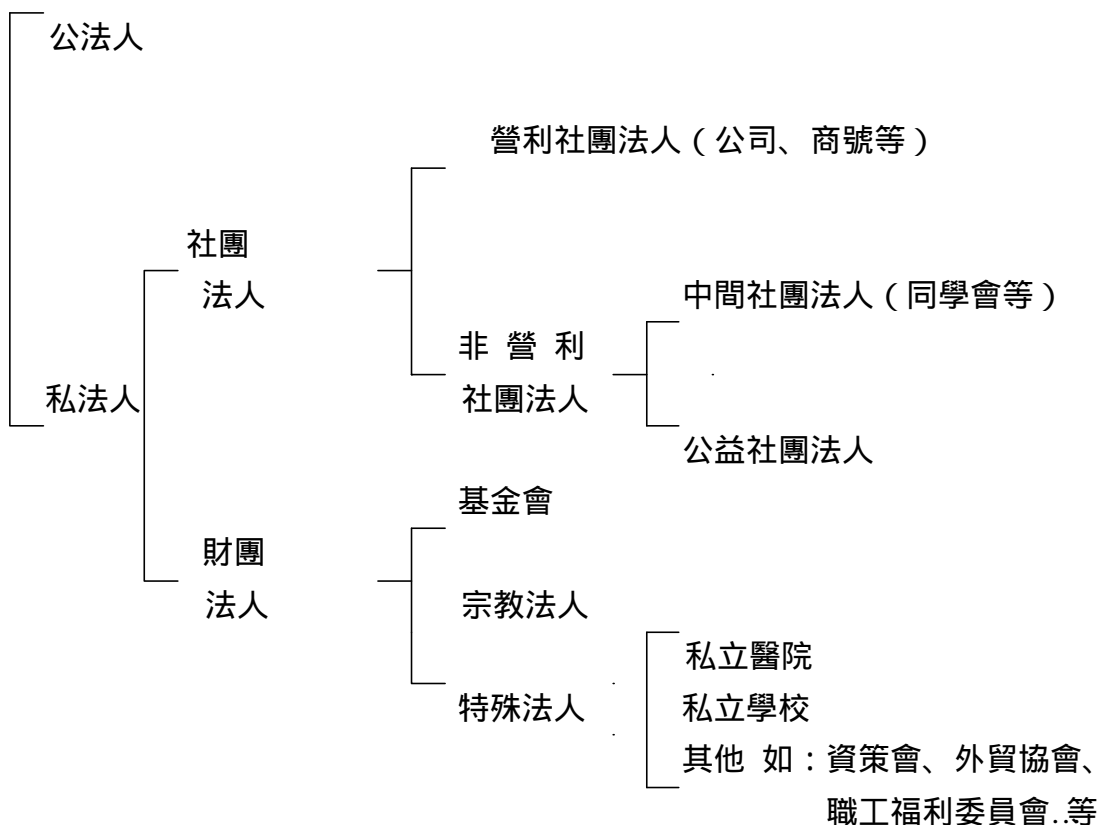 公法人
營利社團法人（公司、商號等）
社團
法人
中間社團法人（同學會等）
非 營 利
社團法人
私法人
公益社團法人
基金會
財團
法人
宗教法人
私立醫院
特殊法人
私立學校
其他 如：資策會、外貿協會、
職工福利委員會..等